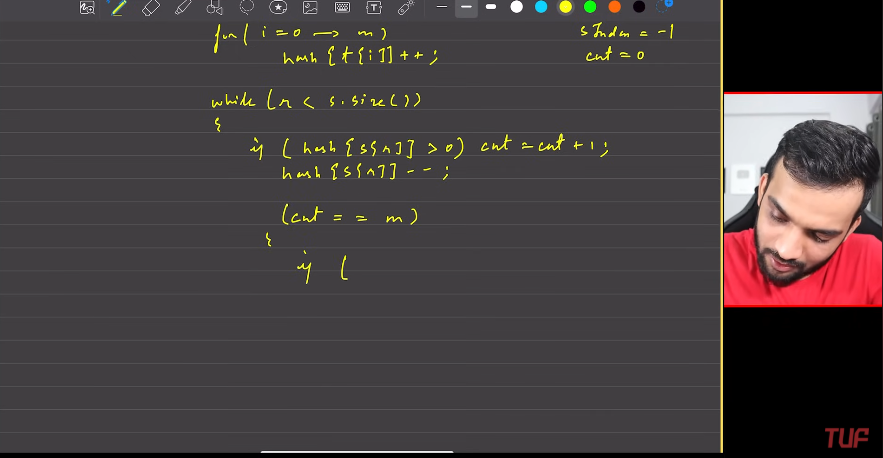 for( i = 0 → m)
hash[t[i]]++;
sIndex = -1
cnt = 0
while (r < s.size())
{
if ( hash[s[r]] > 0) cnt = cnt + 1;
hash[s[r]]--;
(cnt == m)
{
if (
TUF